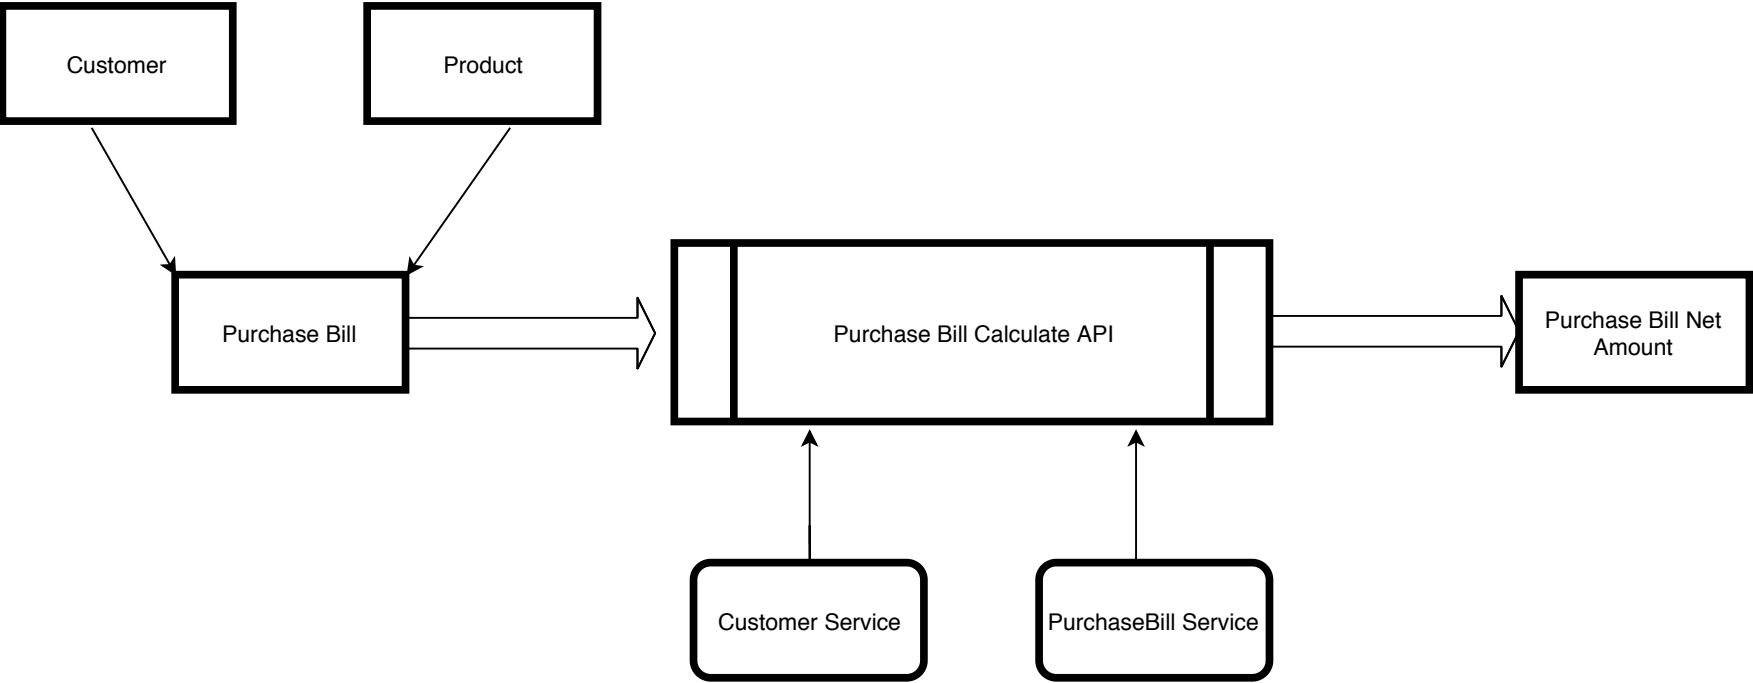 Customer
Product
Purchase Bill
Purchase Bill Calculate API
Purchase Bill Net
Amount
Customer Service
PurchaseBill Service